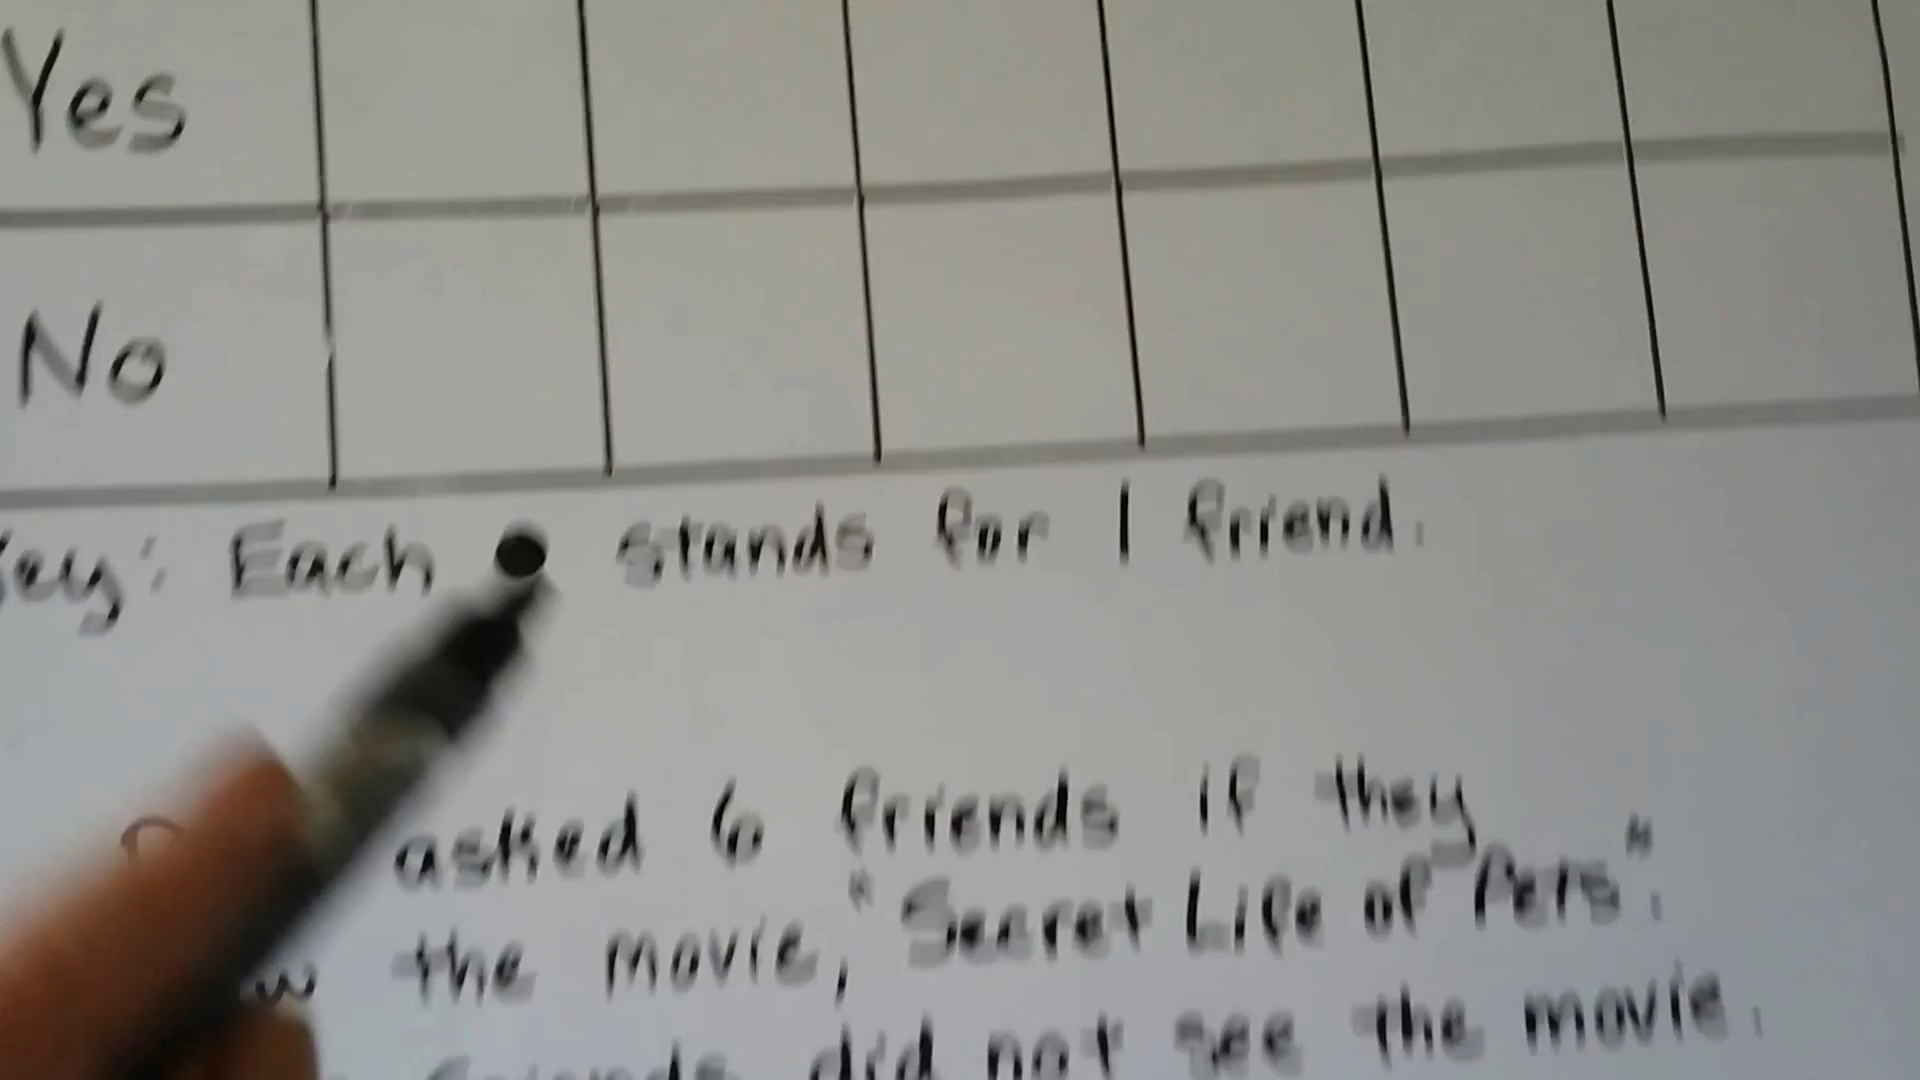 Yes
No
Key: Each ● stands for 1 friend.
asked 6 friends if they
the movie, "Secret Life of Pets".
friends did not see the movie.